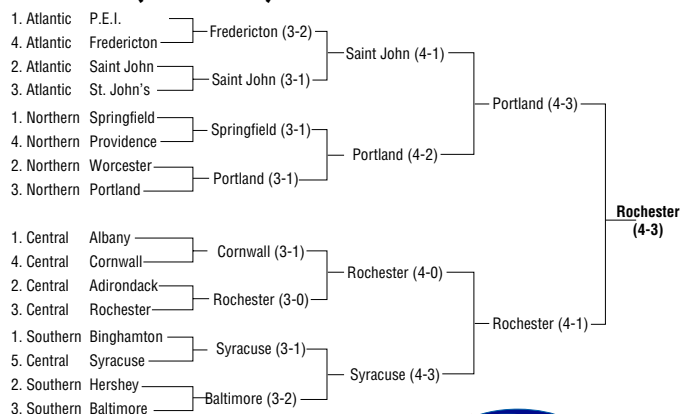 1. Atlantic P.E.I.
4. Atlantic Fredericton
2. Atlantic Saint John
3. Atlantic St. John's
1. Northern Springfield
4. Northern Providence
2. Northern Worcester
3. Northern Portland
1. Central Albany
4. Central Cornwall
2. Central Adirondack
3. Central Rochester
1. Southern Binghamton
5. Central Syracuse
2. Southern Hershey
3. Southern Baltimore
Fredericton (3-2)
Saint John (3-1)
Springfield (3-1)
Portland (3-1)
Cornwall (3-1)
Rochester (3-0)
Syracuse (3-1)
Baltimore (3-2)
Saint John (4-1)
Portland (4-2)
Rochester (4-0)
Syracuse (4-3)
Portland (4-3)
Rochester (4-1)
Rochester
(4-3)